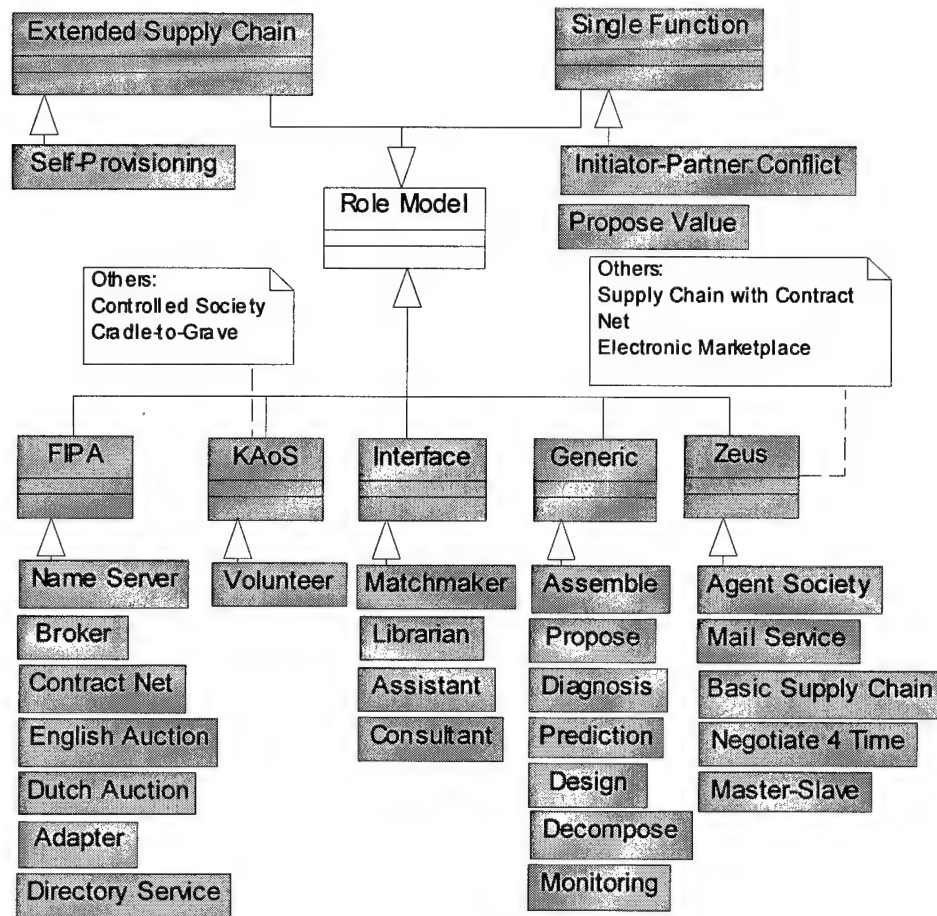 Extended Supply Chain
Single Function
Self-Provisioning
Initiator-Partner Conflict
Role Model
Propose Value
Others:
Controlled Society
Cradle-to-Grave
Others:
Supply Chain with Contract
Net
Electronic Marketplace
FIPA
KAoS
Interface
Generic
Zeus
Name Server
Broker
Contract Net
English Auction
Dutch Auction
Adapter
Directory Service
Volunteer
Matchmaker
Librarian
Assistant
Consultant
Assemble
Propose
Diagnosis
Prediction
Design
Decompose
Monitoring
Agent Society
Mail Service
Basic Supply Chain
Negotiate 4 Time
Master-Slave